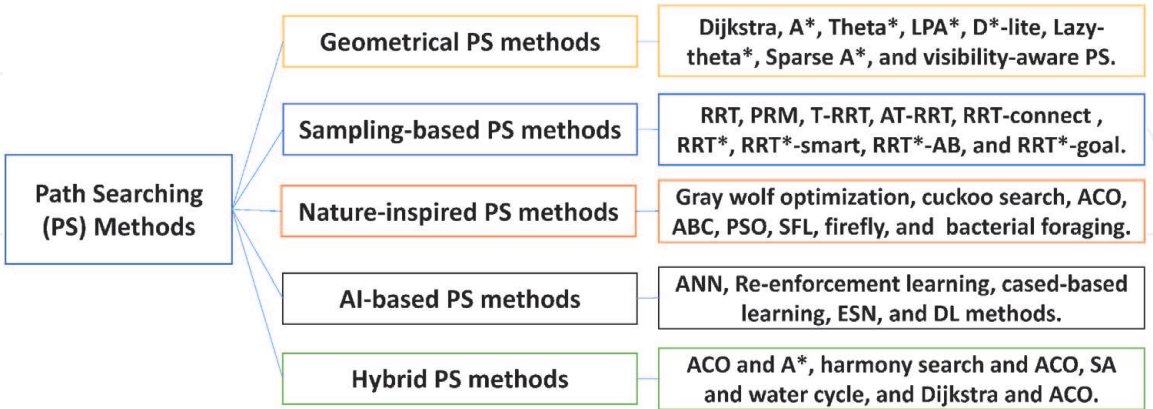 Path Searching
(PS) Methods
Geometrical PS methods
Dijkstra, A*, Theta*, LPA*, D*-lite, Lazy-
theta*, Sparse A*, and visibility-aware PS.
Sampling-based PS methods
RRT, PRM, T-RRT, AT-RRT, RRT-connect ,
RRT*, RRT*-smart, RRT*-AB, and RRT*-goal.
Nature-inspired PS methods
Gray wolf optimization, cuckoo search, ACO,
ABC, PSO, SFL, firefly, and bacterial foraging.
AI-based PS methods
ANN, Re-enforcement learning, cased-based
learning, ESN, and DL methods.
Hybrid PS methods
ACO and A*, harmony search and ACO, SA
and water cycle, and Dijkstra and ACO.